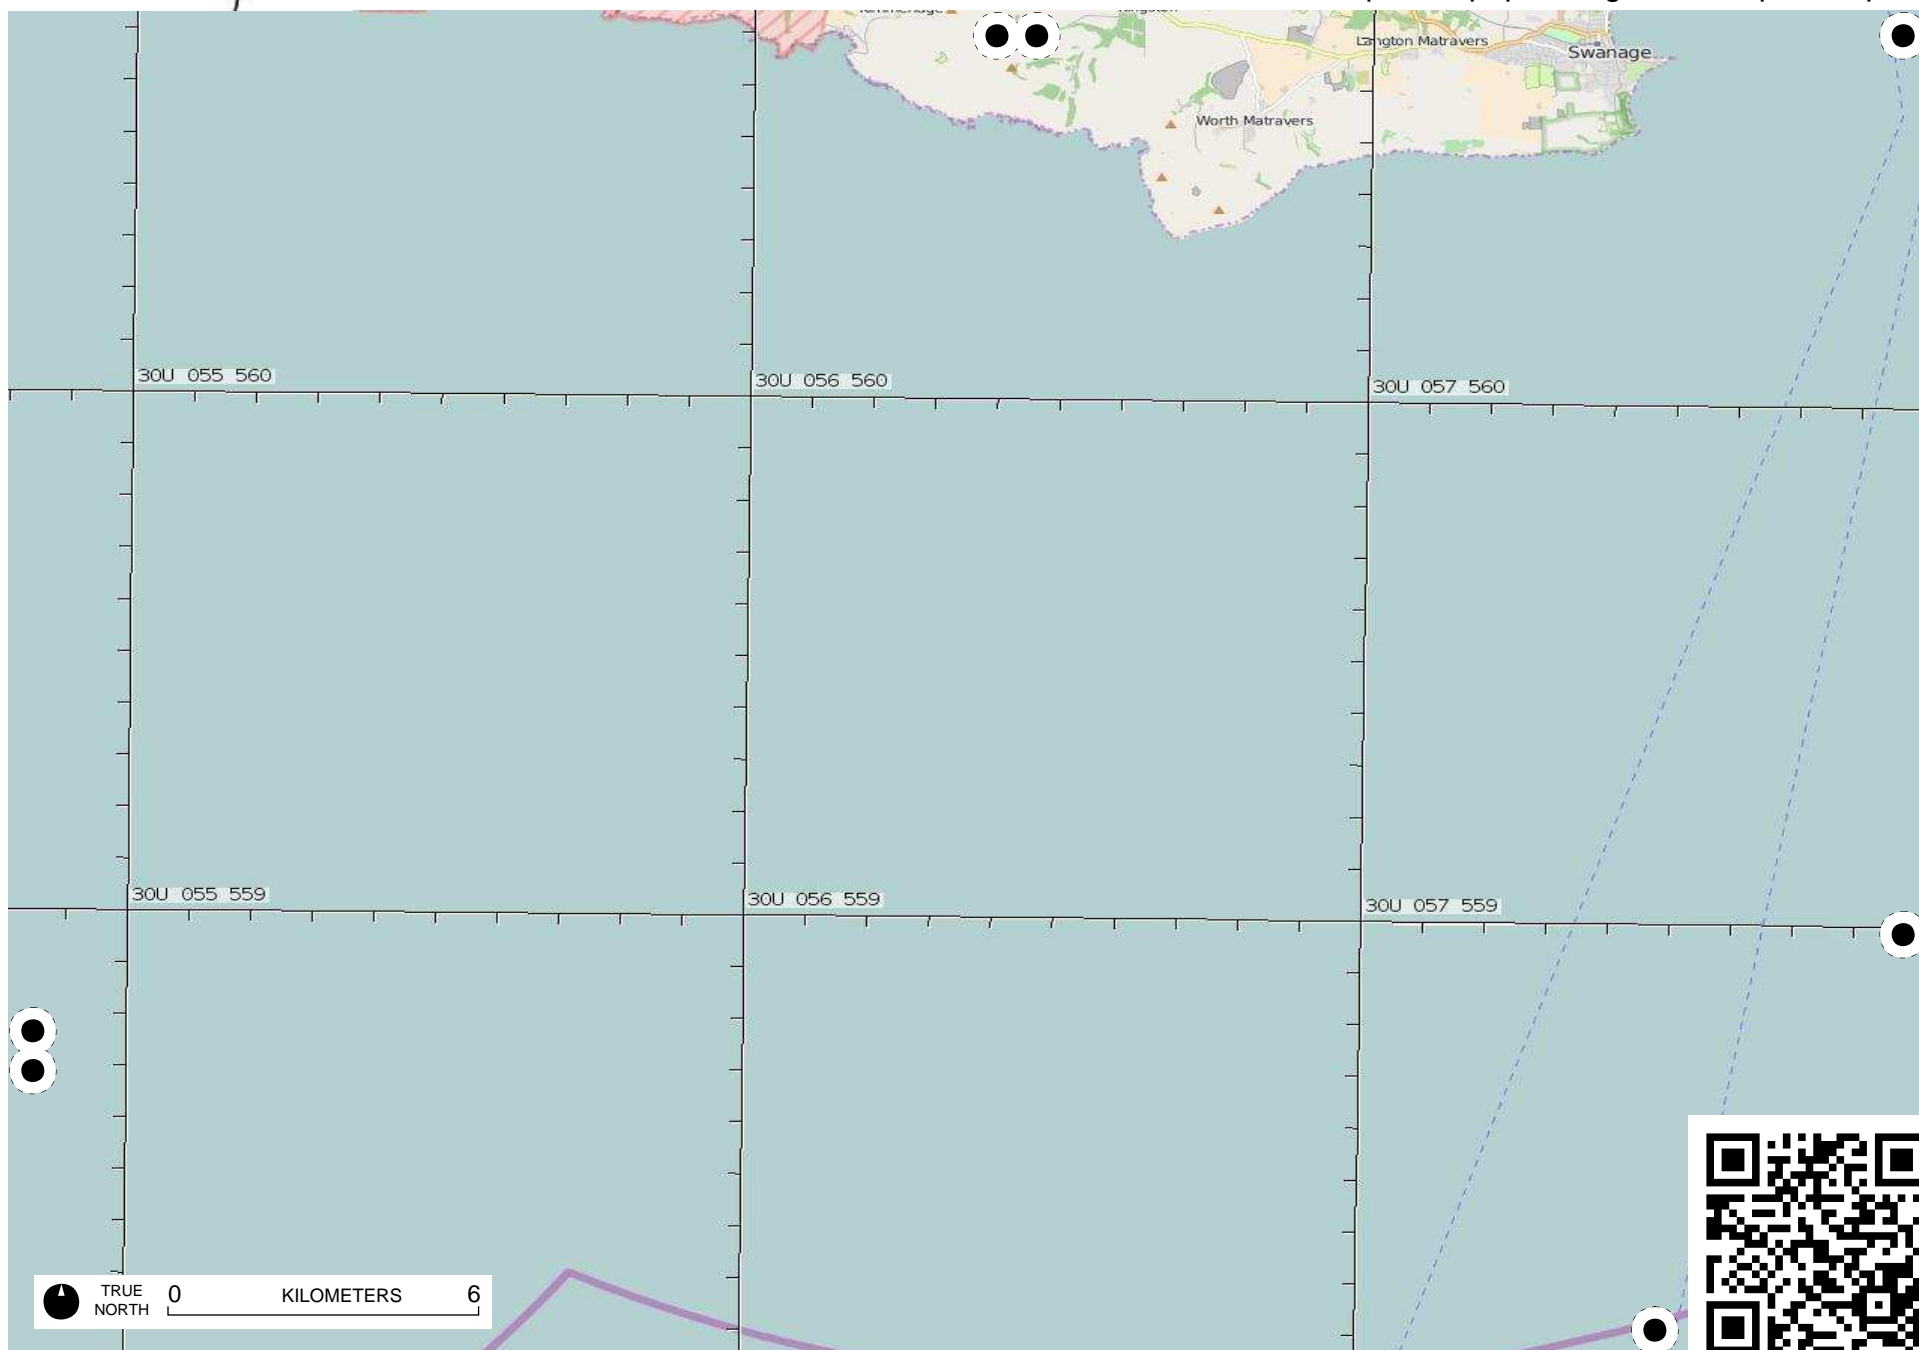 Langton Matravers
Swanage
Worth Matravers
30U 055 560
30U 056 560
30U 057 560
30U 055 559
30U 056 559
30U 057 559
TRUE
NORTH
0 KILOMETERS 6